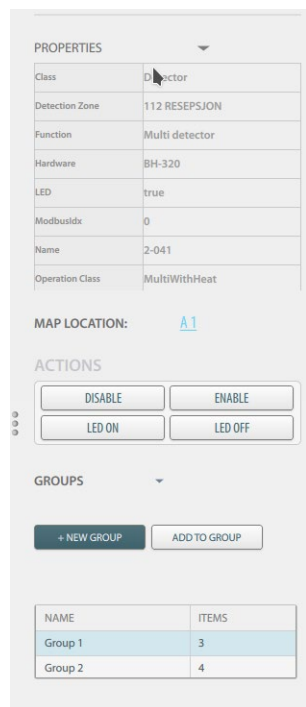 PROPERTIES
Class Detector
Detection Zone 112 RESEPSJON
Function Multi detector
Hardware BH-320
LED true
ModbusIdx 0
Name 2-041
Operation Class MultiWithHeat
MAP LOCATION: A 1
ACTIONS
DISABLE ENABLE
LED ON LED OFF
GROUPS
+ NEW GROUP ADD TO GROUP
NAME ITEMS
Group 1 3
Group 2 4